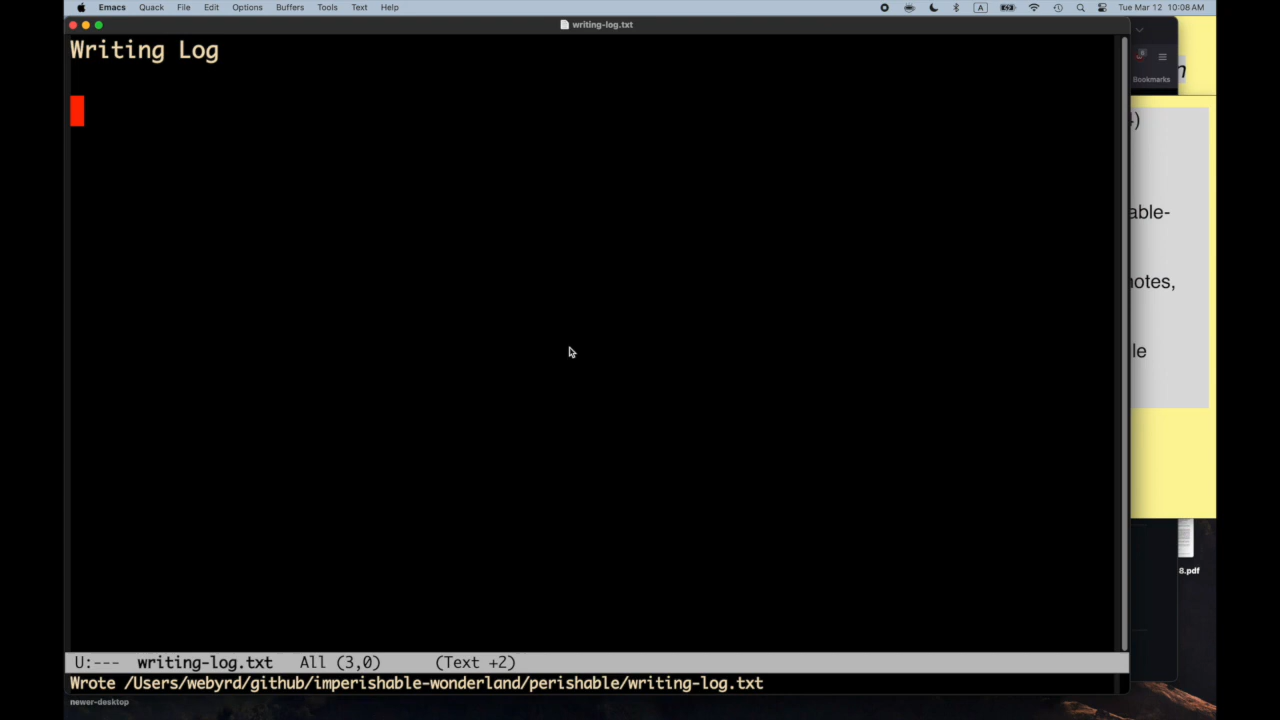 Emacs Quack File Edit Options Buffers Tools Text Help A Tue Mar 12 10:08 AM
writing-log.txt
Writing Log
Bookmarks
able-
notes,
le
8.pdf
U:--- writing-log.txt All (3,0) (Text +2)
Wrote /Users/webyrd/github/imperishable-wonderland/perishable/writing-log.txt
newer-desktop